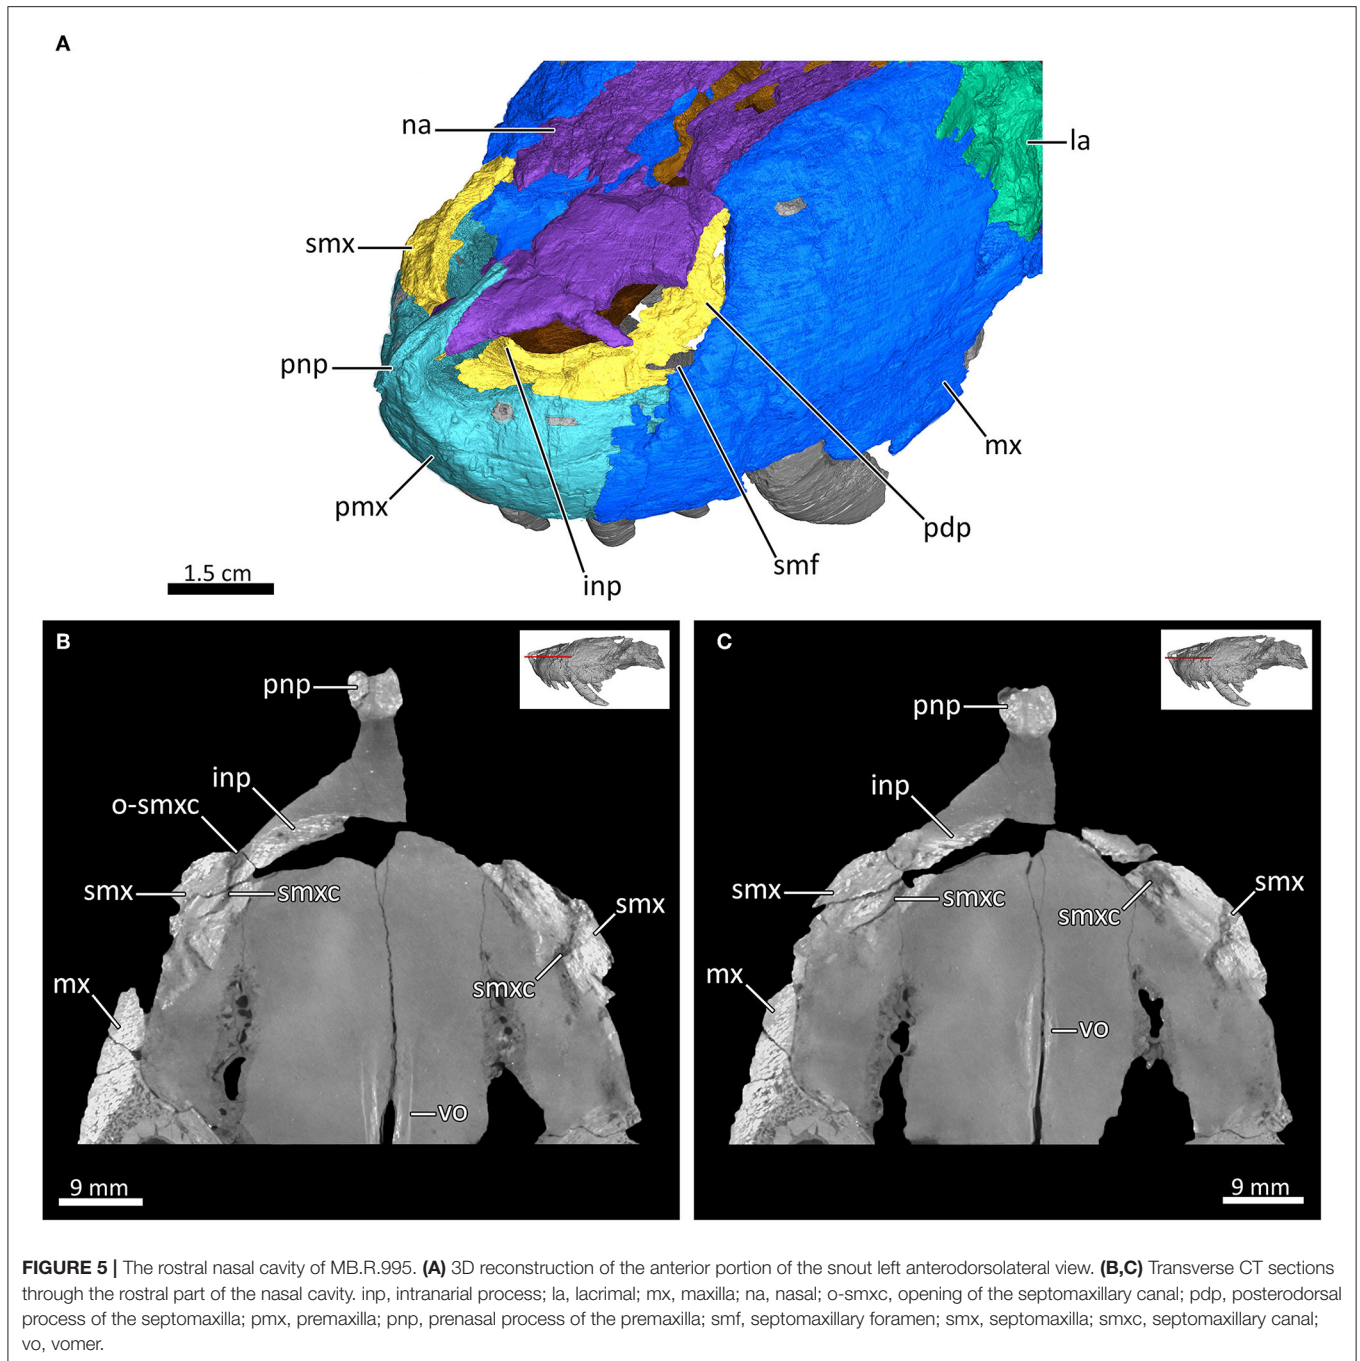 A
na
la
smx
pnp
mx
pmx
pdp
smf
inp
1.5 cm
B
pnp
inp
o-smxc
smx
smxc
smx
smxc
mx
vo
9 mm
C
pnp
inp
smx
smxc
smx
smxc
mx
vo
9 mm
FIGURE 5 | The rostral nasal cavity of MB.R.995. (A) 3D reconstruction of the anterior portion of the snout left anterodorsolateral view. (B,C) Transverse CT sections
through the rostral part of the nasal cavity. inp, intranarial process; la, lacrimal; mx, maxilla; na, nasal; o-smxc, opening of the septomaxillary canal; pdp, posterodorsal
process of the septomaxilla; pmx, premaxilla; pnp, prenasal process of the premaxilla; smf, septomaxillary foramen; smx, septomaxilla; smxc, septomaxillary canal;
vo, vomer.